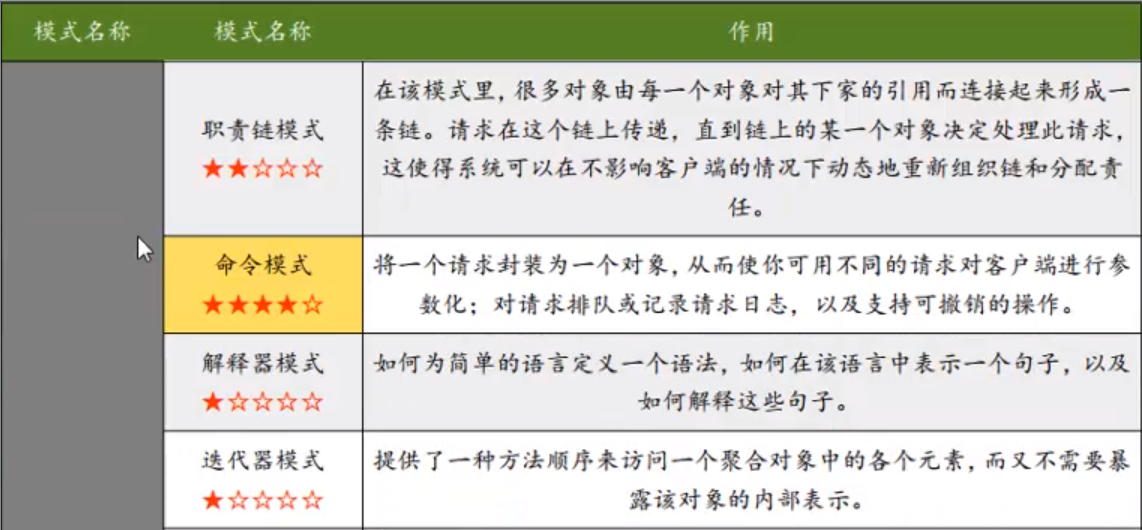 模式名称 模式名称 作用
职责链模式
★★☆☆☆
在该模式里，很多对象由每一个对象对其下家的引用而连接起来形成一
条链。请求在这个链上传递，直到链上的某一个对象决定处理此请求，
这使得系统可以在不影响客户端的情况下动态地重新组织链和分配责
任。
命令模式
★★★★☆
将一个请求封装为一个对象，从而使你可用不同的请求对客户端进行参
数化；对请求排队或记录请求日志，以及支持可撤销的操作。
解释器模式
★☆☆☆☆
如何为简单的语言定义一个语法，如何在该语言中表示一个句子，以及
如何解释这些句子。
迭代器模式
★☆☆☆☆
提供了一种方法顺序来访问一个聚合对象中的各个元素，而又不需要暴
露该对象的内部表示。